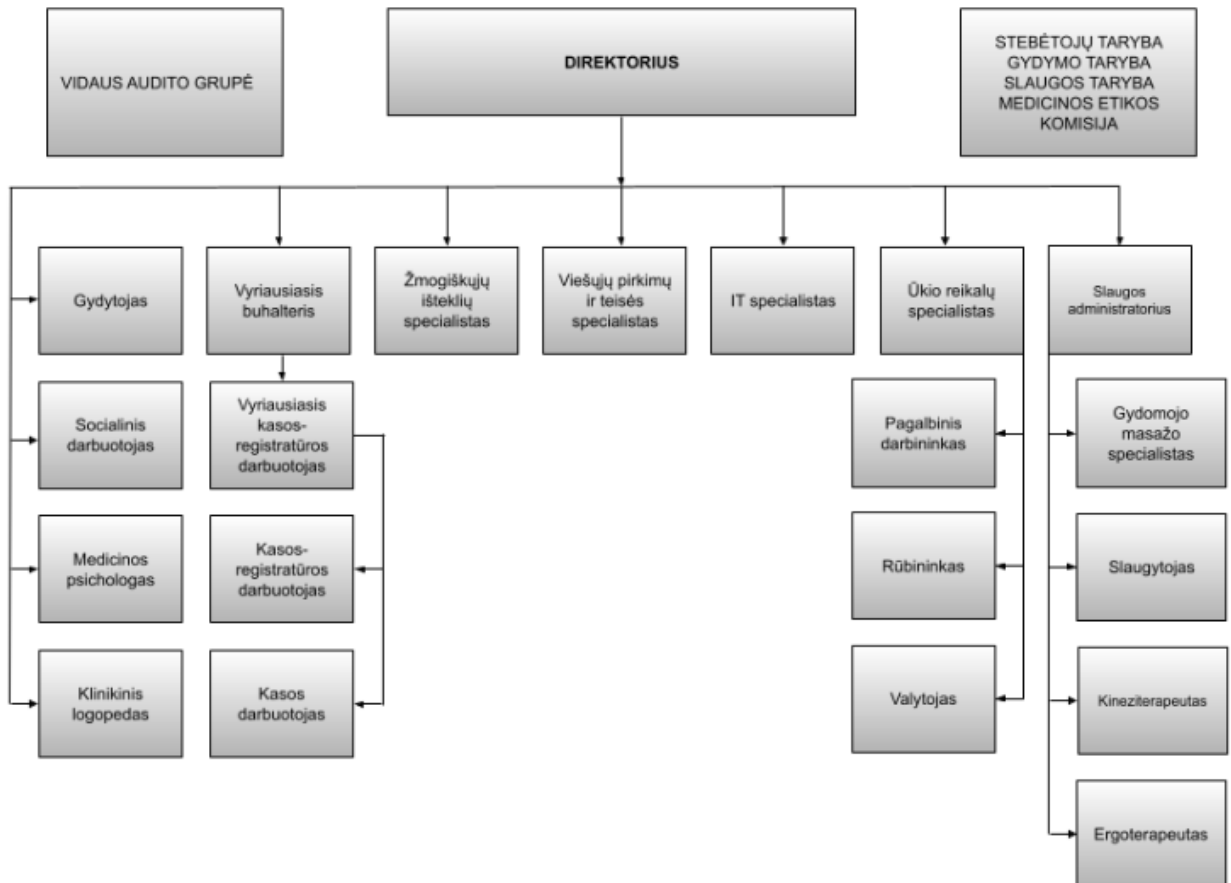 VIDAUS AUDITO GRUPĖ
DIREKTORIUS
STEBĖTOJŲ TARYBA
GYDYMO TARYBA
SLAUGOS TARYBA
MEDICINOS ETIKOS
KOMISIJA
Gydytojas
Vyriausiasis
buhalteris
Žmogiškųjų
išteklių
specialistas
Viešųjų pirkimų
ir teisės
specialistas
IT specialistas
Ūkio reikalų
specialistas
Slaugos
administratorius
Socialinis
darbuotojas
Vyriausiasis
kasos-
registratūros
darbuotojas
Pagalbinis
darbininkas
Gydomojo
masažo
specialistas
Medicinos
psichologas
Kasos-
registratūros
darbuotojas
Rūbininkas
Slaugytojas
Klinikinis
logopedas
Kasos
darbuotojas
Valytojas
Kineziterapeutas
Ergoterapeutas